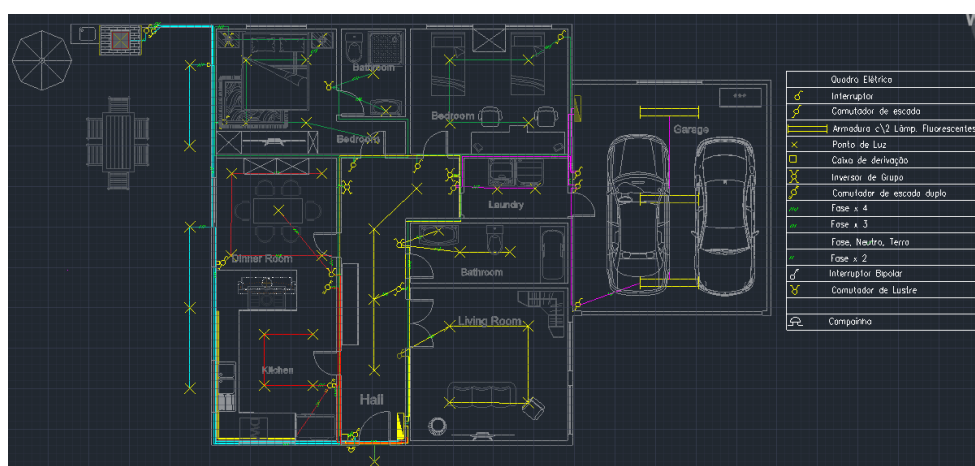 Bathroom
Bedroom
Bedroom
Garage
Laundry
Dinner Room
Bathroom
Living Room
Kitchen
Hall
Quadro Elétrico
Interruptor
Comutador de escada
Armadura c\2 Lâmp. Fluorescentes
Ponto de Luz
Caixa de derivação
Inversor de Grupo
Comutador de escada duplo
Fase x 4
Fase x 3
Fase, Neutro, Terra
Fase x 2
Interruptor Bipolar
Comutador de Lustre
Campainha